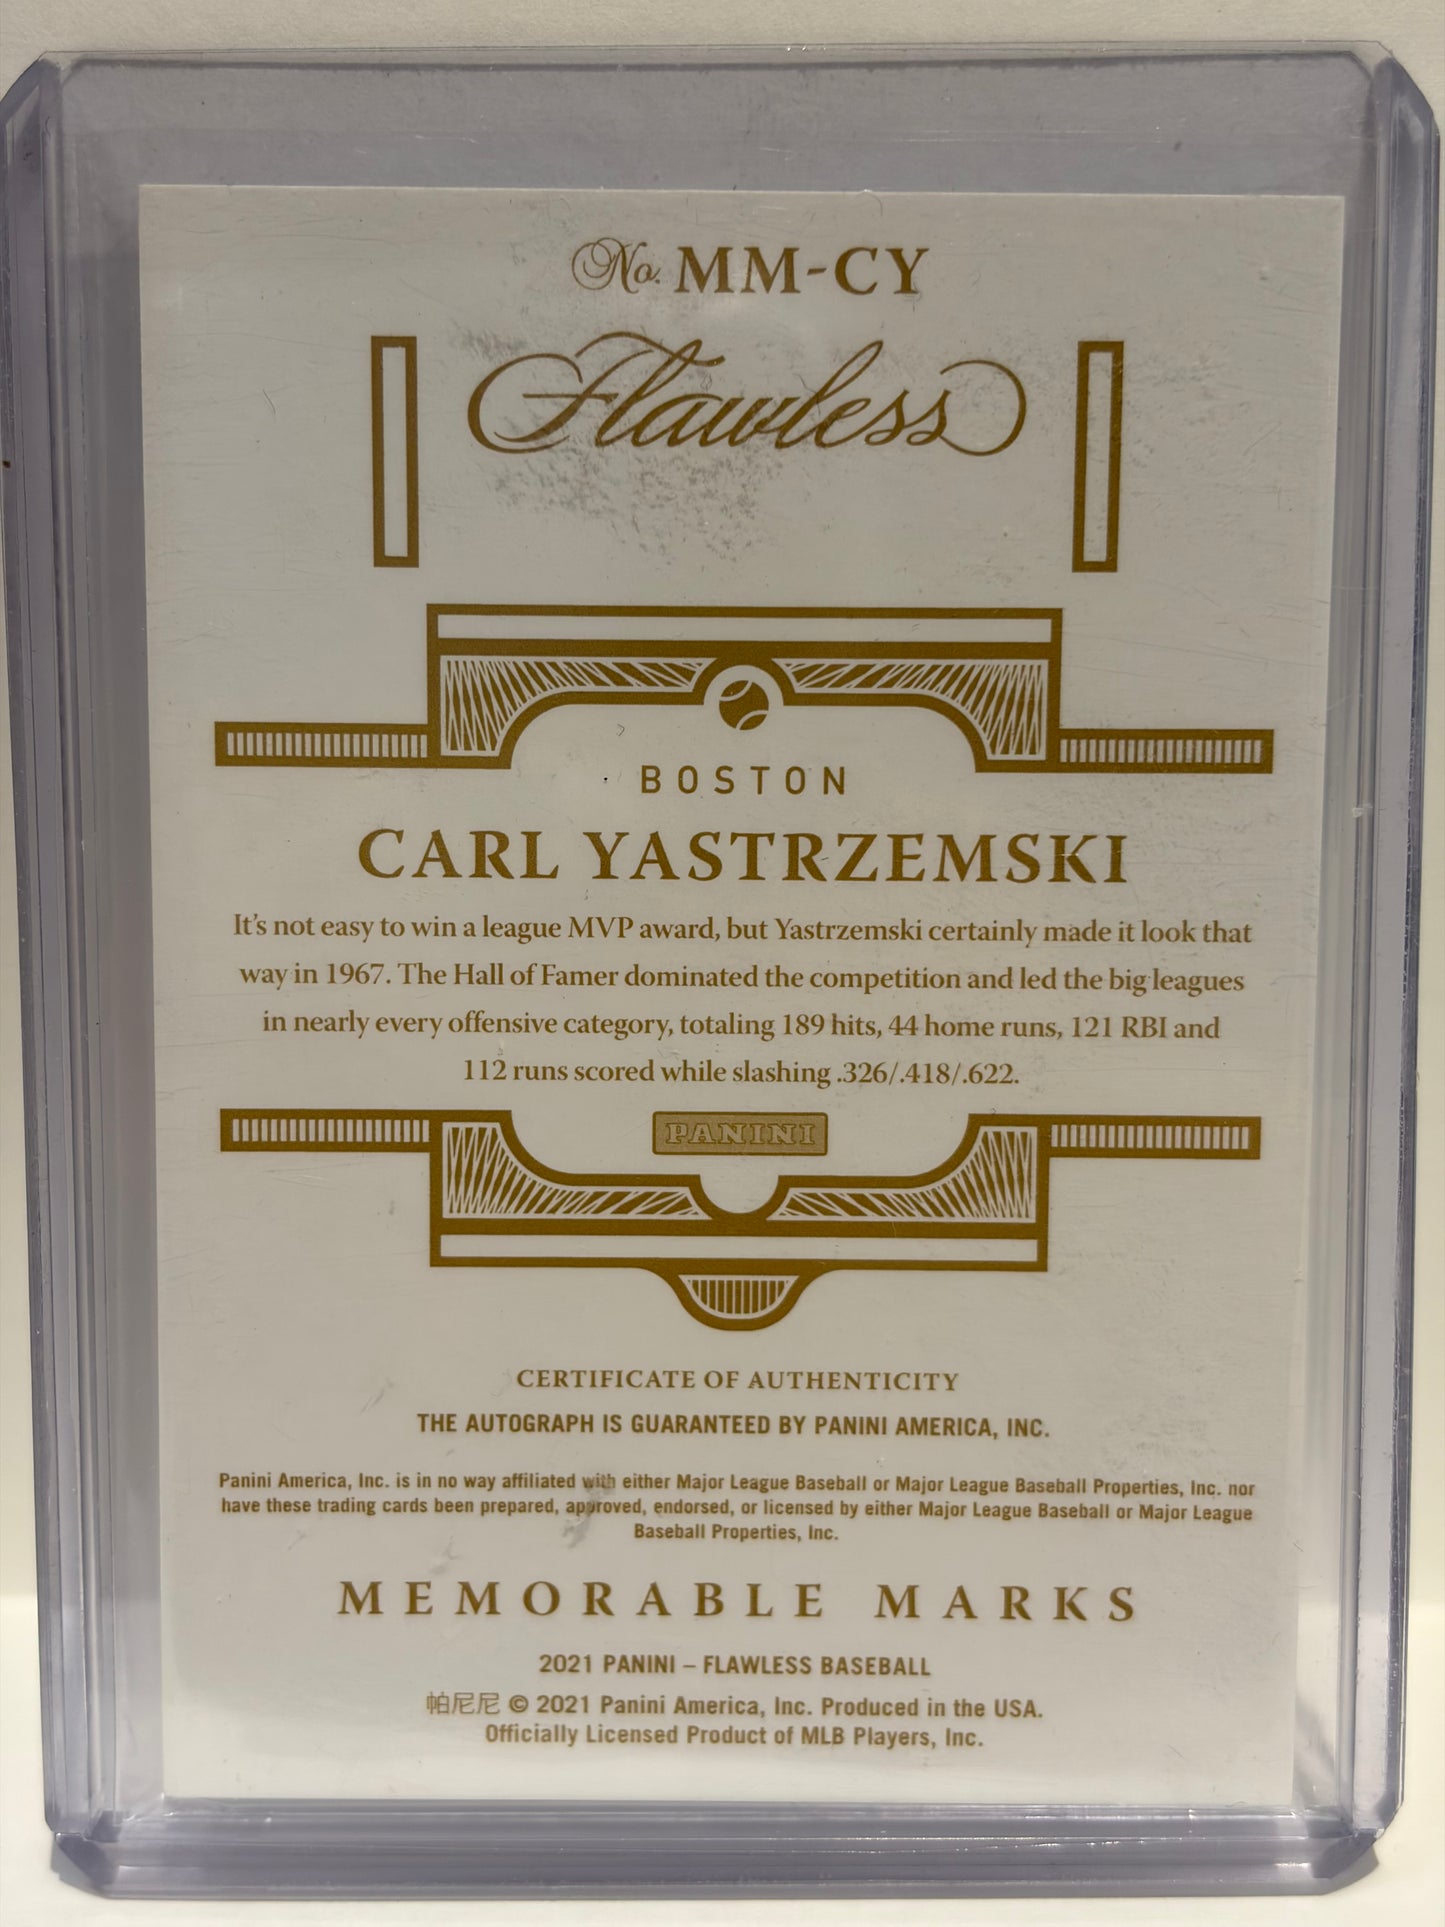 No. MM-CY
Flawless
BOSTON
CARL YASTRZEMSKI
It's not easy to win a league MVP award, but Yastrzemski certainly made it look that
way in 1967. The Hall of Famer dominated the competition and led the big leagues
in nearly every offensive category, totaling 189 hits, 44 home runs, 121 RBI and
112 runs scored while slashing .326/.418/.622.
PANINI
CERTIFICATE OF AUTHENTICITY
THE AUTOGRAPH IS GUARANTEED BY PANINI AMERICA, INC.
Panini America, Inc. is in no way affiliated with either Major League Baseball or Major League Baseball Properties, Inc. nor
have these trading cards been prepared, approved, endorsed, or licensed by either Major League Baseball or Major League
Baseball Properties, Inc.
MEMORABLE MARKS
2021 PANINI – FLAWLESS BASEBALL
帕尼尼 © 2021 Panini America, Inc. Produced in the USA.
Officially Licensed Product of MLB Players, Inc.